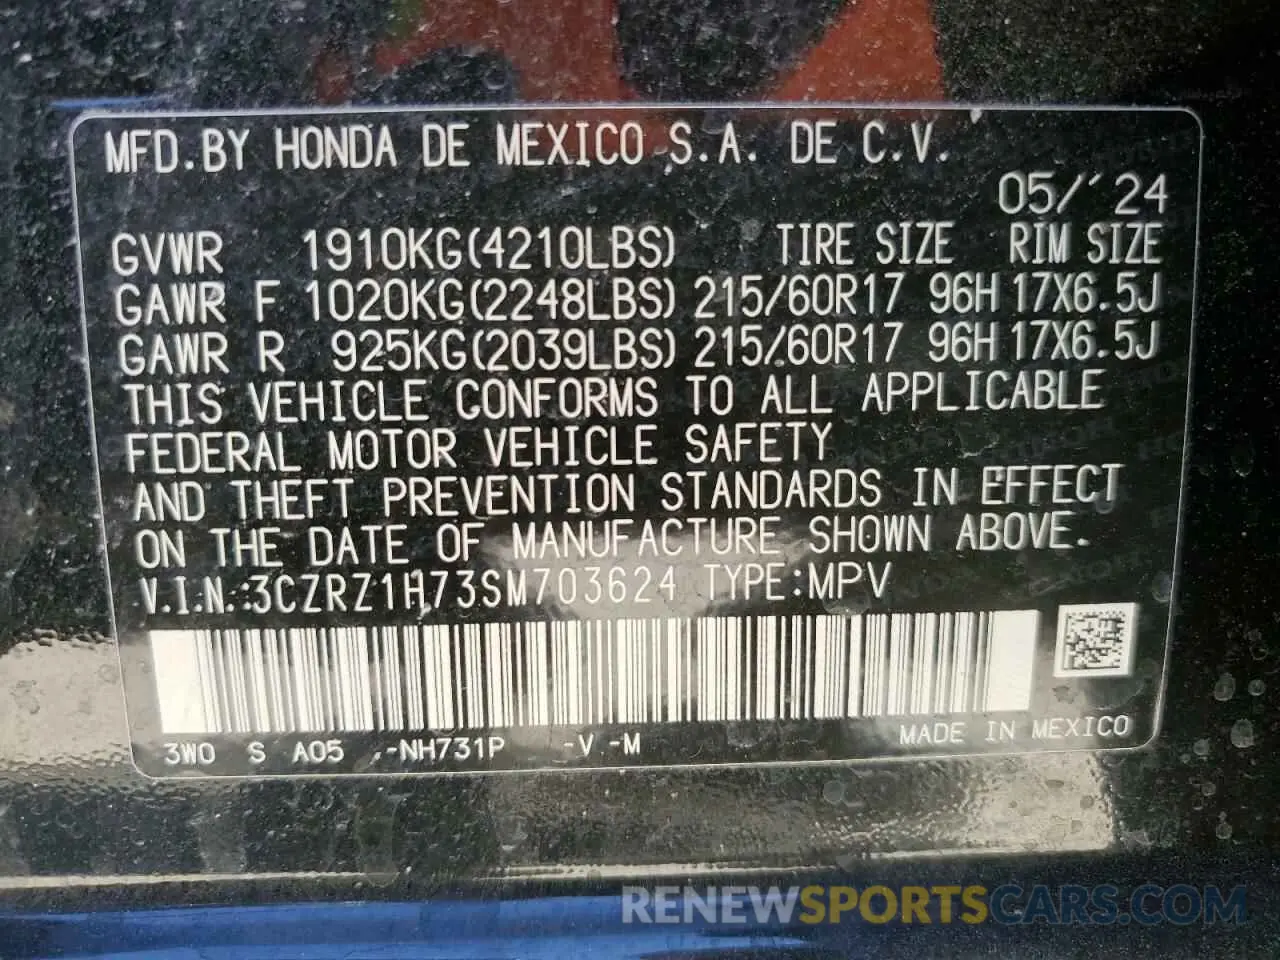 MFD.BY HONDA DE MEXICO S.A. DE C.V.
05/'24
GVWR 1910KG(4210LBS) TIRE SIZE RIM SIZE
GAWR F 1020KG(2248LBS) 215/60R17 96H 17X6.5J
GAWR R 925KG(2039LBS) 215/60R17 96H 17X6.5J
THIS VEHICLE CONFORMS TO ALL APPLICABLE
FEDERAL MOTOR VEHICLE SAFETY
AND THEFT PREVENTION STANDARDS IN EFFECT
ON THE DATE OF MANUFACTURE SHOWN ABOVE.
V.I.N.:3CZRZ1H73SM703624 TYPE:MPV
3W0 S A05 -NH731P -V -M MADE IN MEXICO
RENEWSPORTSCARS.COM